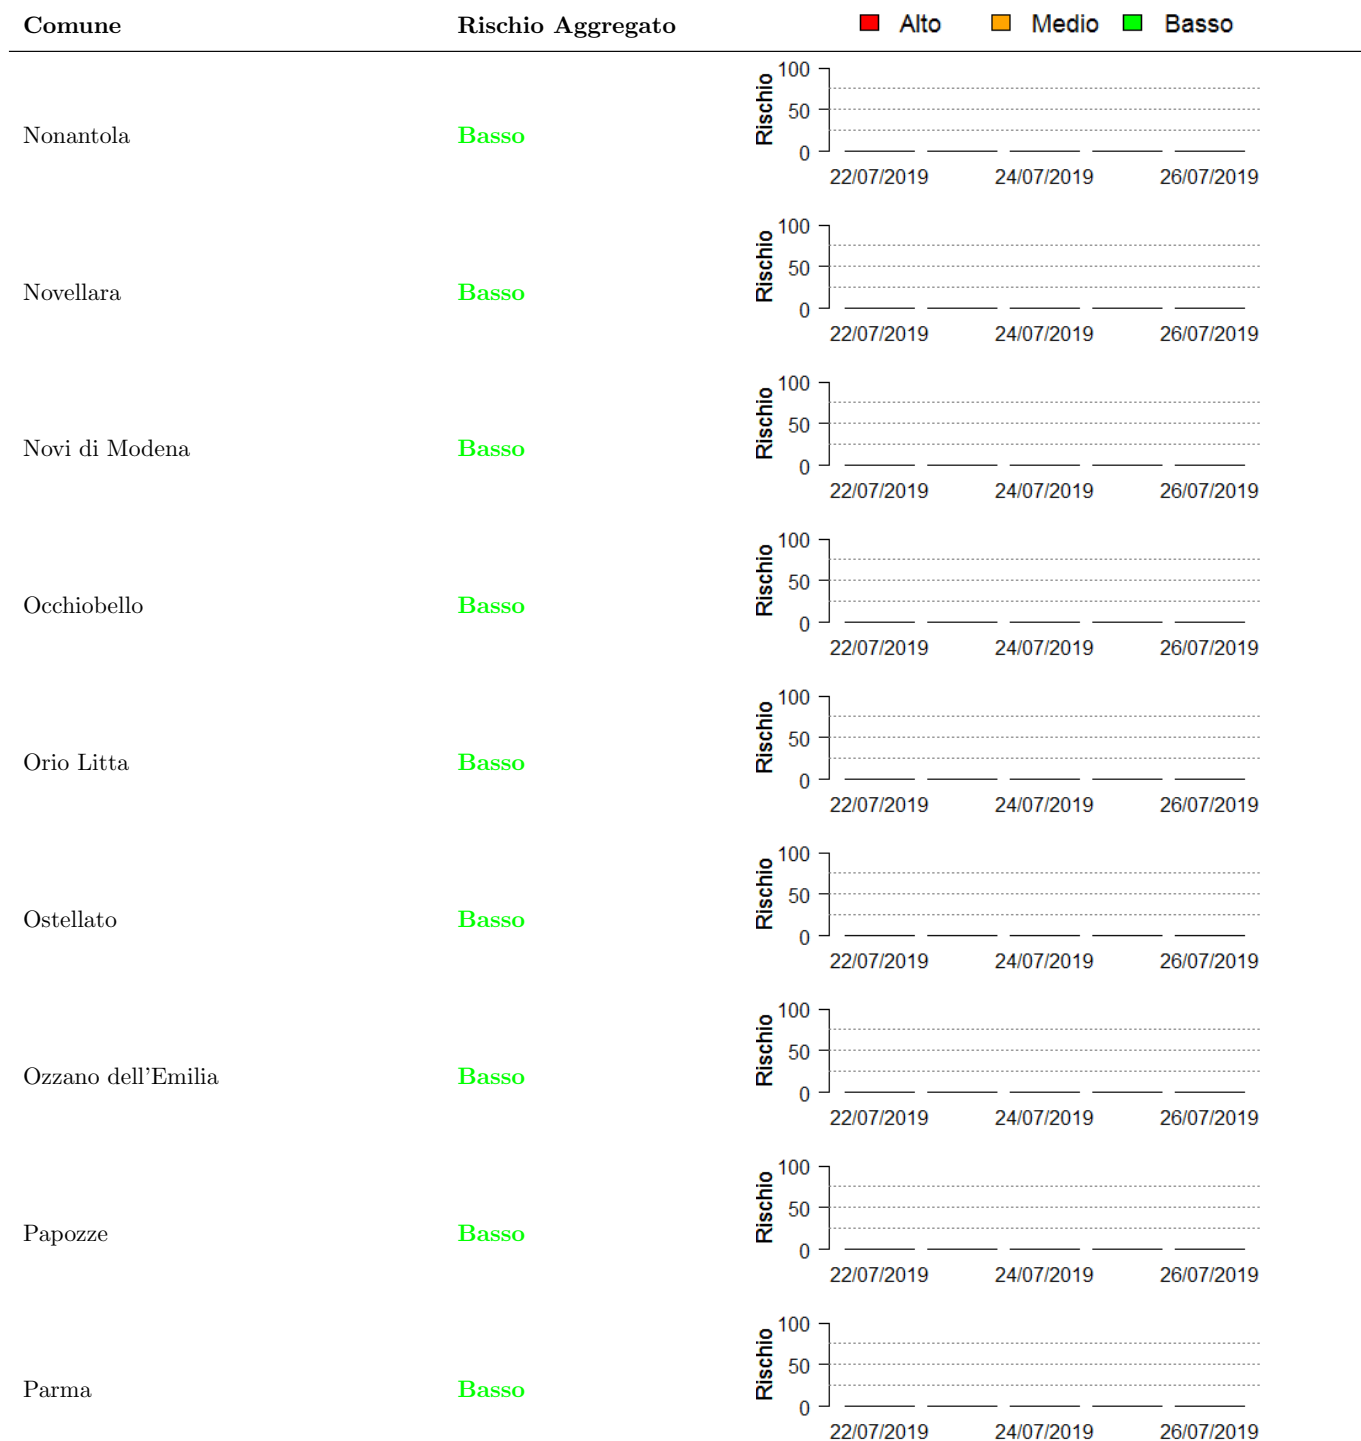 Comune Rischio Aggregato Alto Medio Basso
Nonantola Basso Rischio
100
50
0
22/07/2019 24/07/2019 26/07/2019
Novellara Basso Rischio
100
50
0
22/07/2019 24/07/2019 26/07/2019
Novi di Modena Basso Rischio
100
50
0
22/07/2019 24/07/2019 26/07/2019
Occhiobello Basso Rischio
100
50
0
22/07/2019 24/07/2019 26/07/2019
Orio Litta Basso Rischio
100
50
0
22/07/2019 24/07/2019 26/07/2019
Ostellato Basso Rischio
100
50
0
22/07/2019 24/07/2019 26/07/2019
Ozzano dell'Emilia Basso Rischio
100
50
0
22/07/2019 24/07/2019 26/07/2019
Papozze Basso Rischio
100
50
0
22/07/2019 24/07/2019 26/07/2019
Parma Basso Rischio
100
50
0
22/07/2019 24/07/2019 26/07/2019